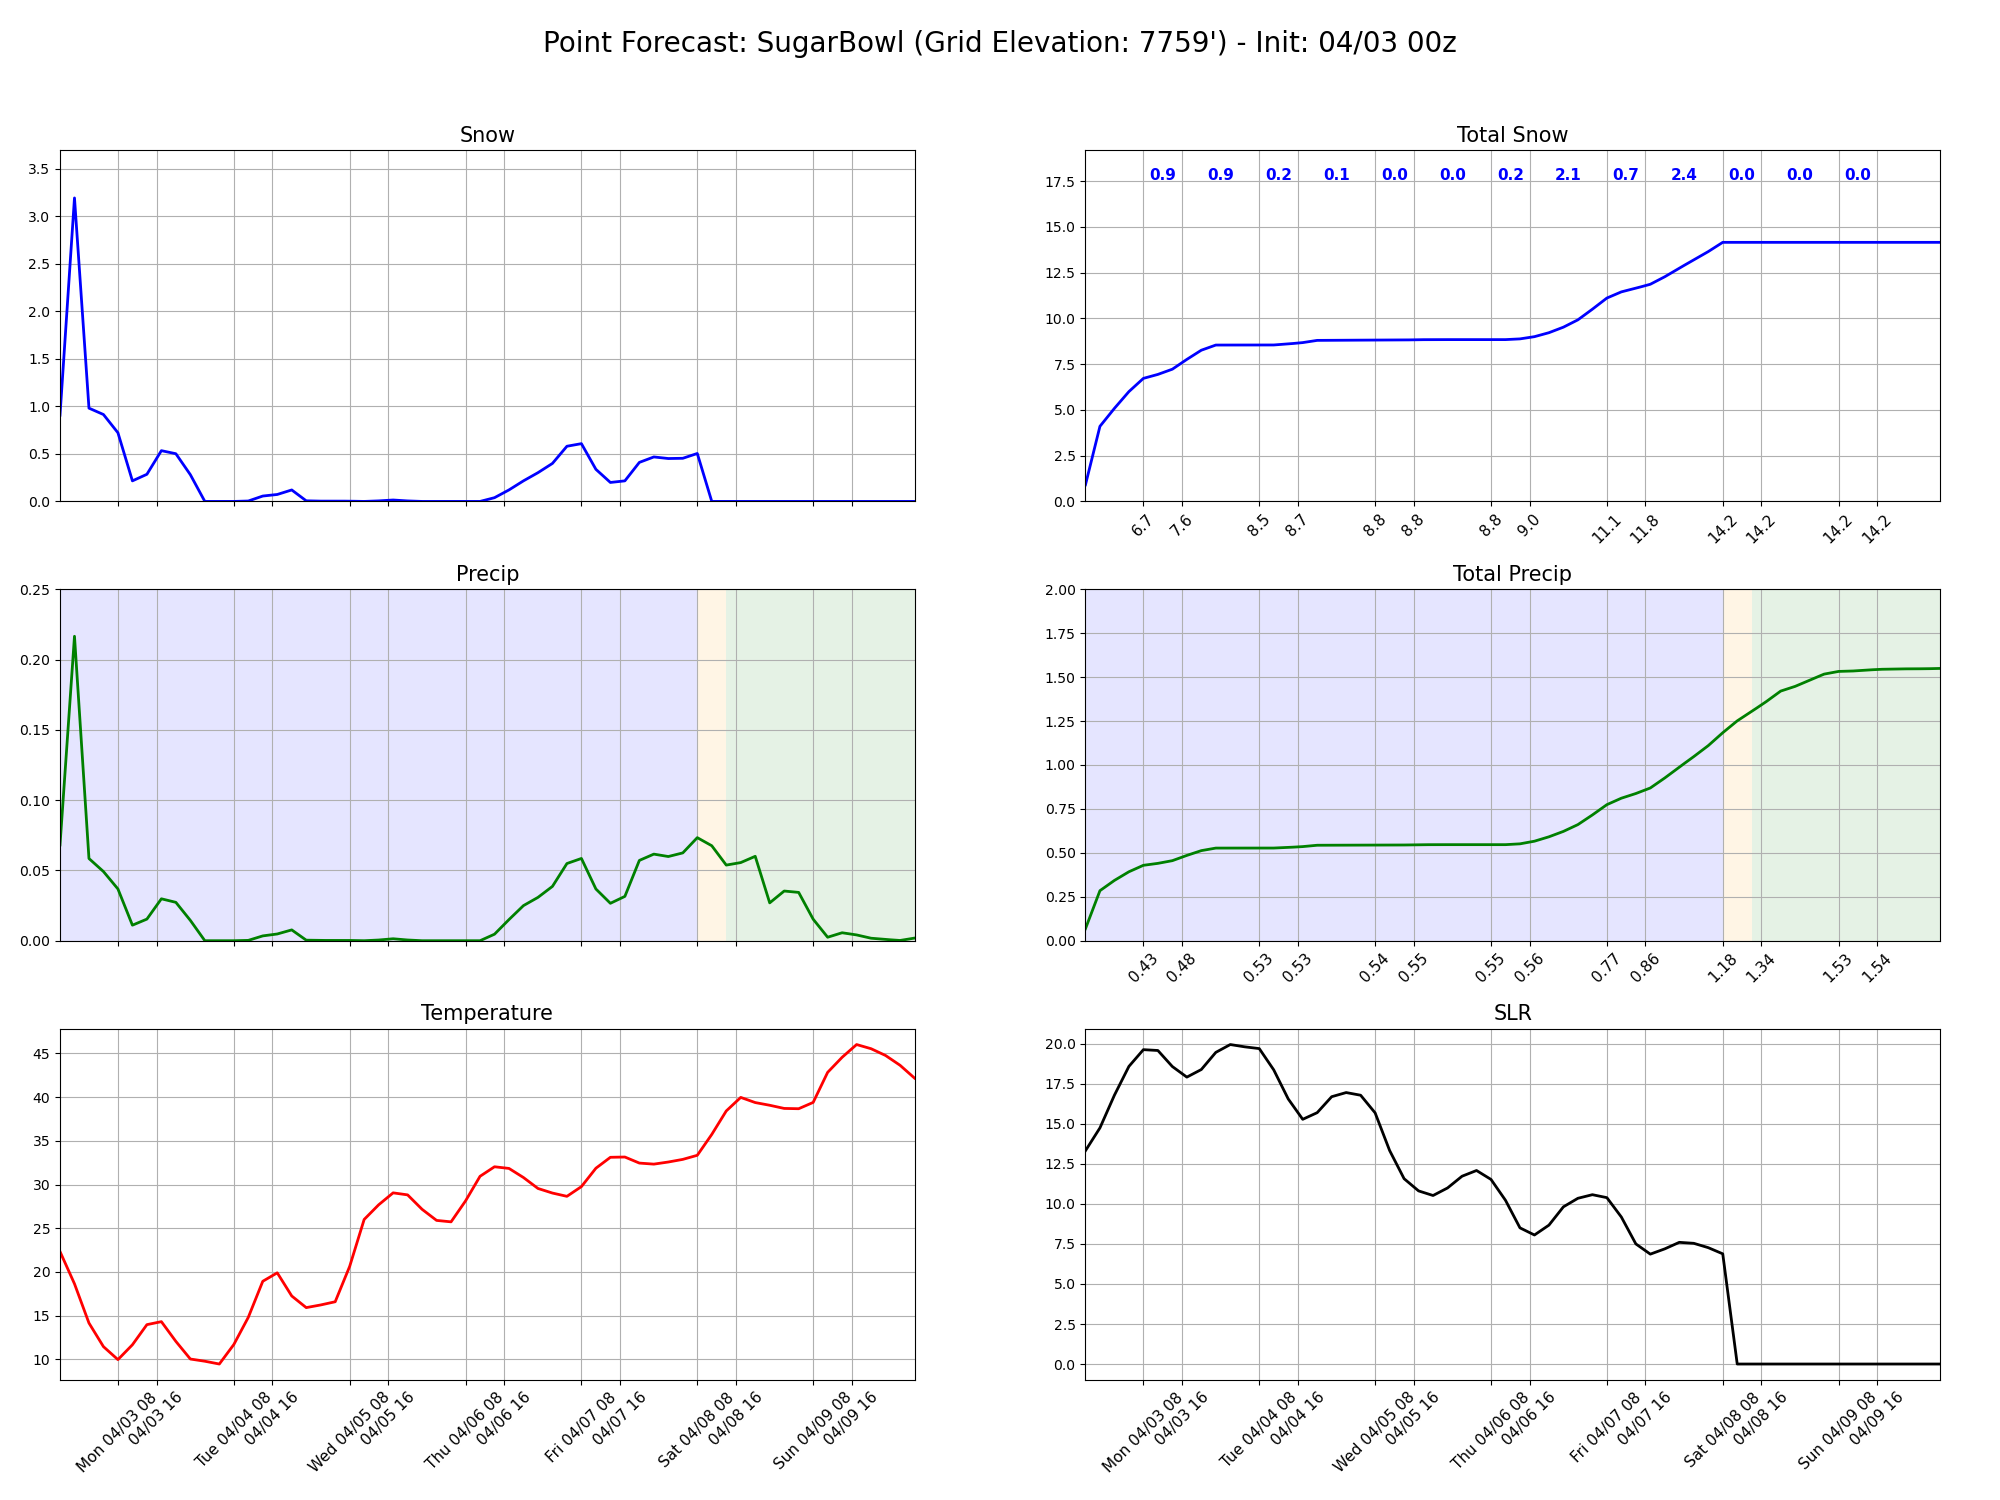 Point Forecast: SugarBowl (Grid Elevation: 7759') - Init: 04/03 00z
Snow
3.5
3.0
2.5
2.0
1.5
1.0
0.5
0.0
Total Snow
0.9 0.9 0.2 0.1 0.0 0.0 0.2 2.1 0.7 2.4 0.0 0.0 0.0
17.5
15.0
12.5
10.0
7.5
5.0
2.5
0.0
6.7 7.6 8.5 8.7 8.8 8.8 8.8 9.0 11.1 11.8 14.2 14.2 14.2 14.2
Precip
0.25
0.20
0.15
0.10
0.05
0.00
Total Precip
2.00
1.75
1.50
1.25
1.00
0.75
0.50
0.25
0.00
0.43 0.48 0.53 0.53 0.54 0.55 0.55 0.56 0.77 0.86 1.18 1.34 1.53 1.54
Temperature
45
40
35
30
25
20
15
10
Mon 04/03 08
04/03 16
Tue 04/04 08
04/04 16
Wed 04/05 08
04/05 16
Thu 04/06 08
04/06 16
Fri 04/07 08
04/07 16
Sat 04/08 08
04/08 16
Sun 04/09 08
04/09 16
SLR
20.0
17.5
15.0
12.5
10.0
7.5
5.0
2.5
0.0
Mon 04/03 08
04/03 16
Tue 04/04 08
04/04 16
Wed 04/05 08
04/05 16
Thu 04/06 08
04/06 16
Fri 04/07 08
04/07 16
Sat 04/08 08
04/08 16
Sun 04/09 08
04/09 16